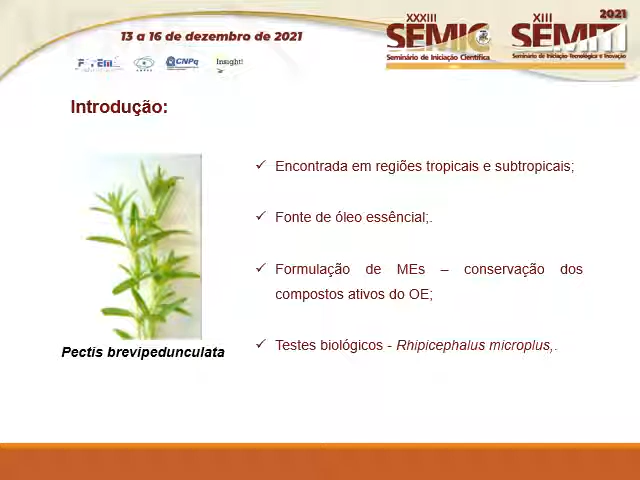 2021
XXXIII
XIII
13 a 16 de dezembro de 2021
SEMIC
Seminário de Iniciação Científica
Seminário de Iniciação Tecnológica e Inovação
CNPq
Insight!
Introdução:
✓ Encontrada em regiões tropicais e subtropicais;
✓ Fonte de óleo essêncial;.
✓ Formulação de MEs – conservação dos
compostos ativos do OE;
✓ Testes biológicos - Rhipicephalus microplus,.
Pectis brevipedunculata